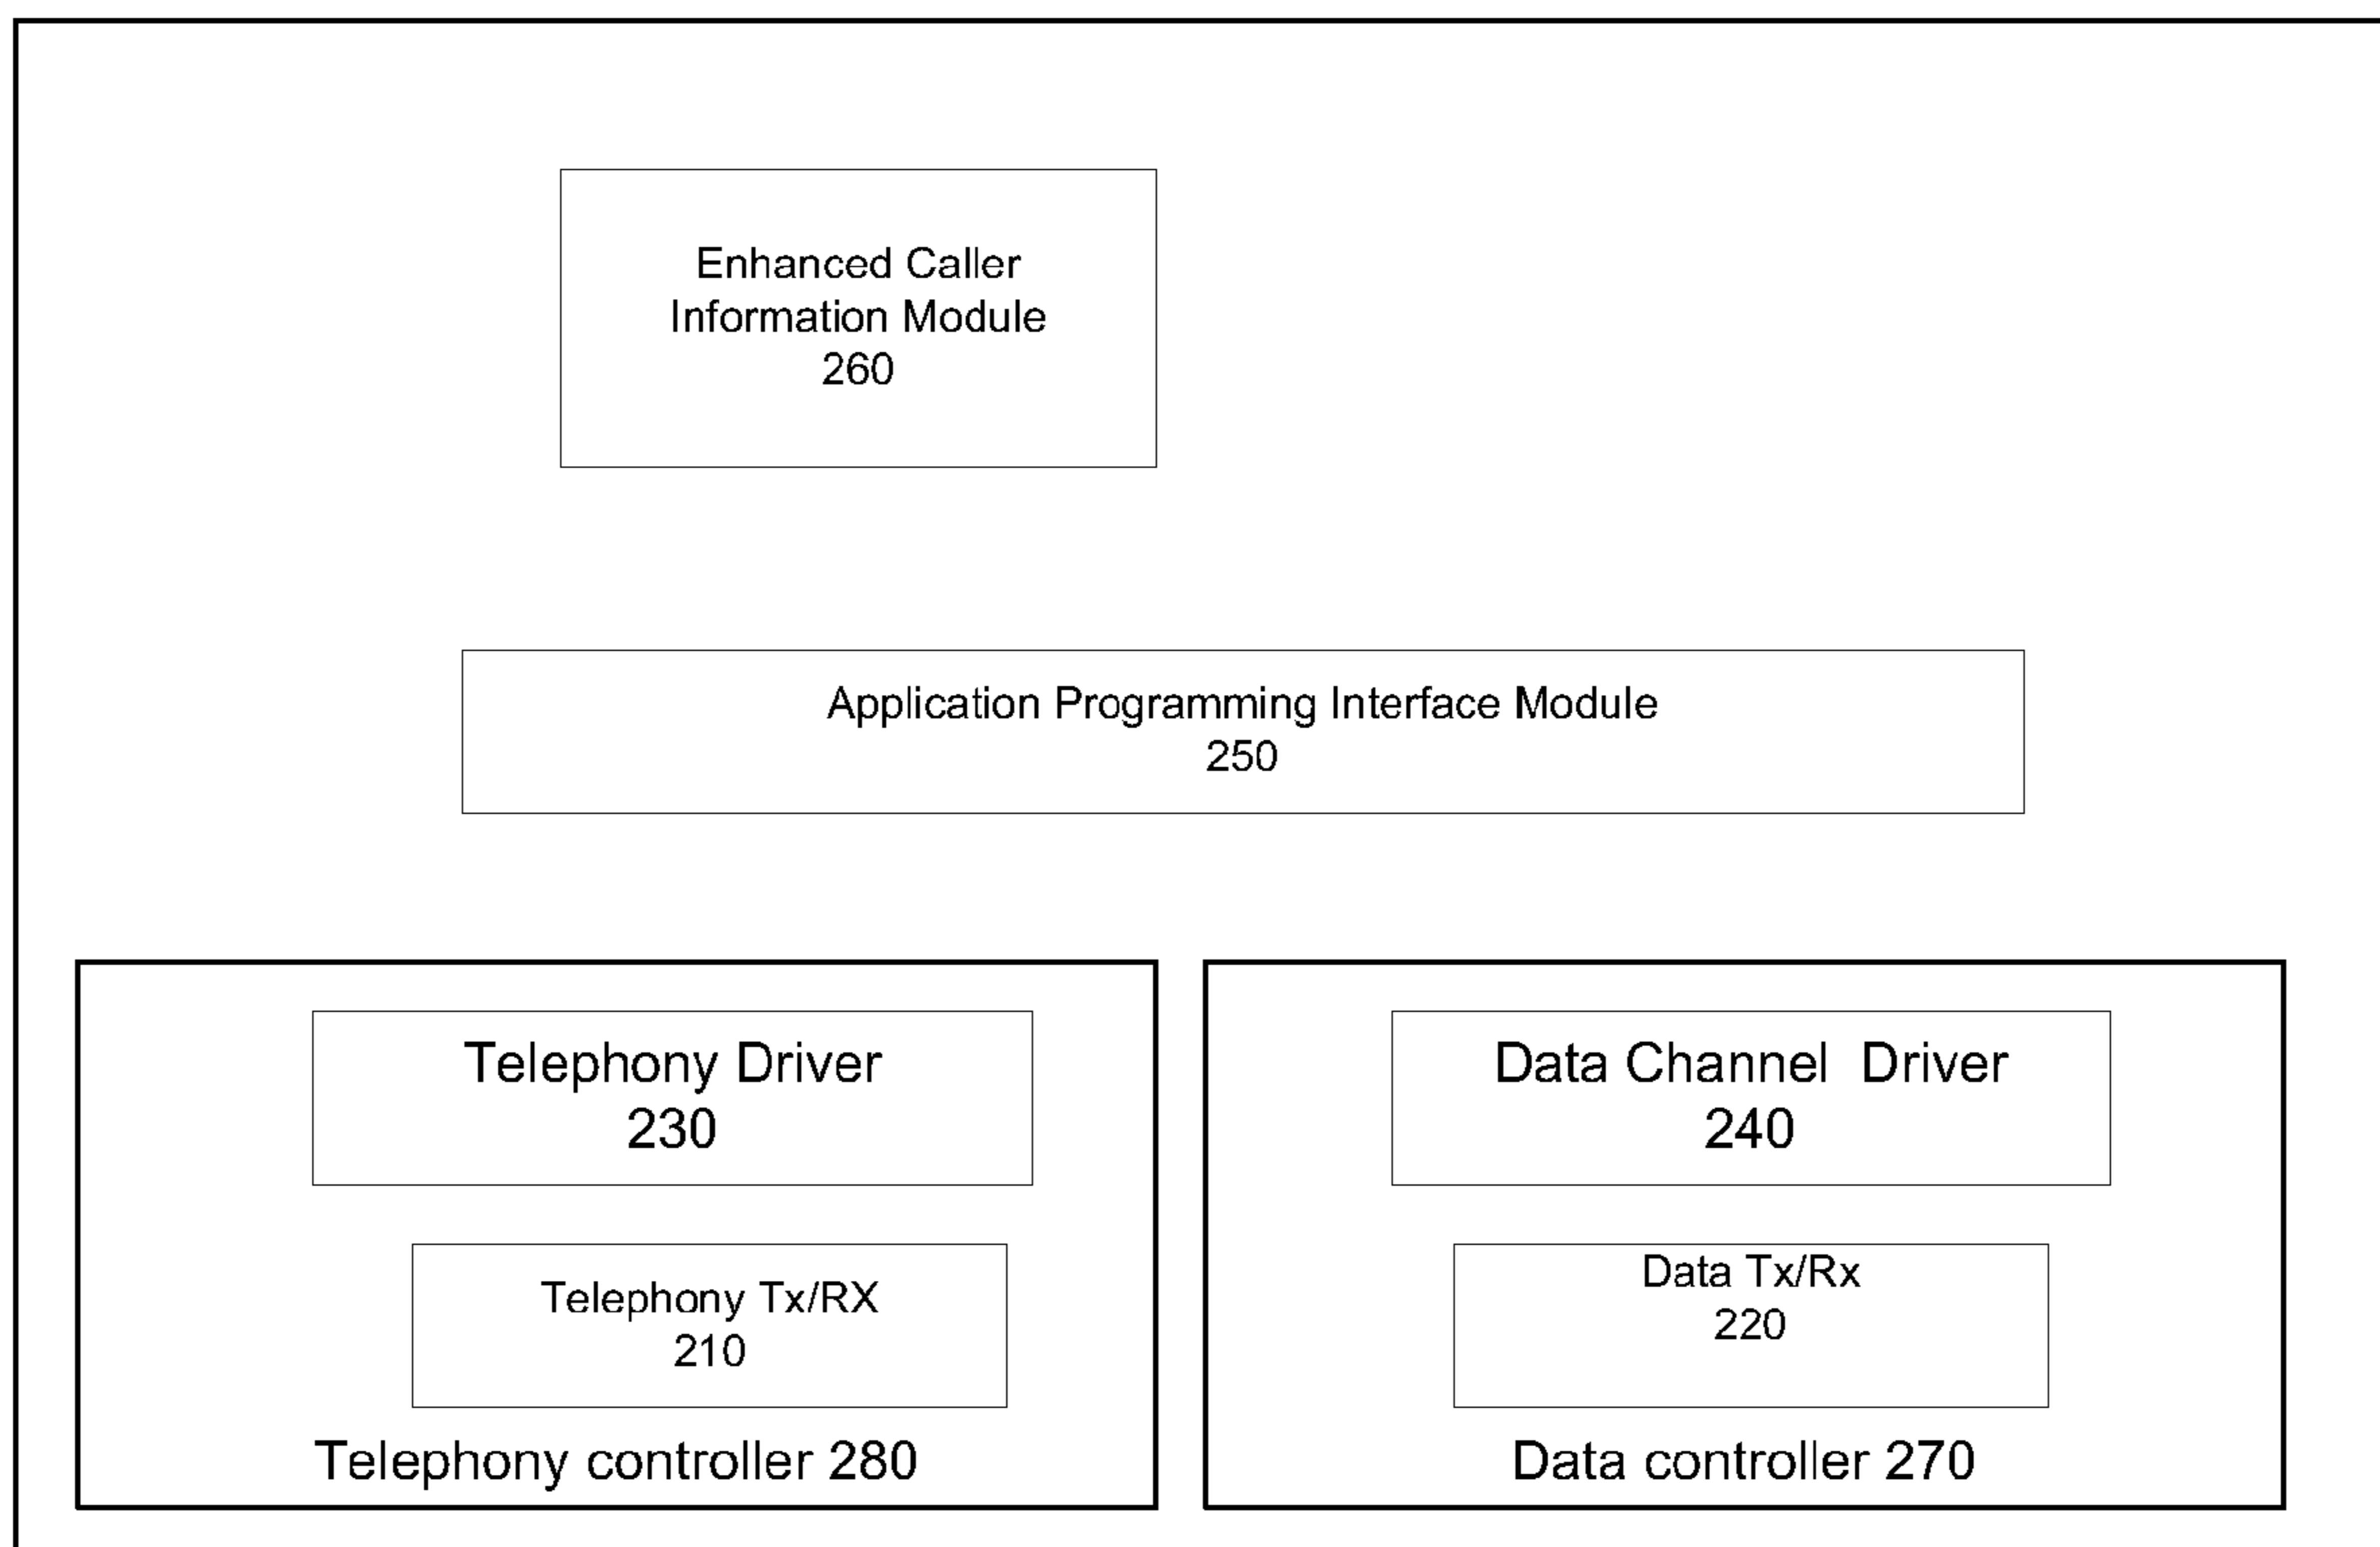 Enhanced Caller
Information Module
260
Application Programming Interface Module
250
Telephony Driver
230
Telephony Tx/RX
210
Telephony controller 280
Data Channel  Driver
240
Data Tx/Rx
220
Data controller 270